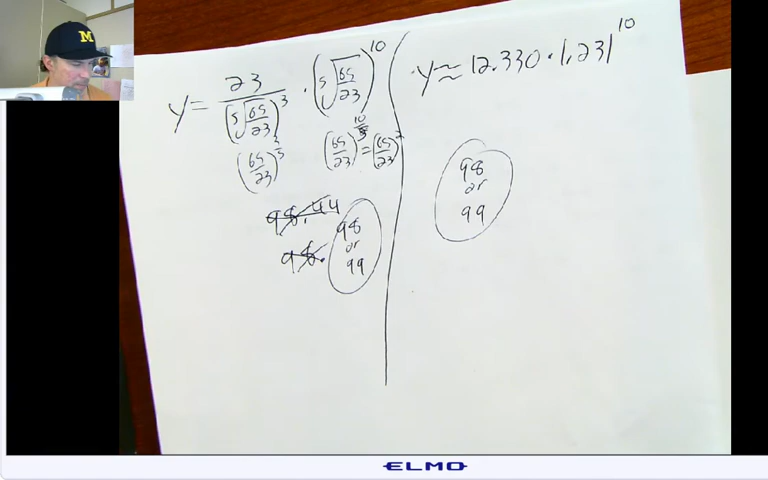 M
y = 23 / (⁵√(65/23))³ · (⁵√(65/23))¹⁰
(65/23)^(3/5)
(65/23)^(10/5) = (65/23)²
98.44
98.
98
or
99
y ≈ 12.330 · 1.231¹⁰
98
or
99
ELMO